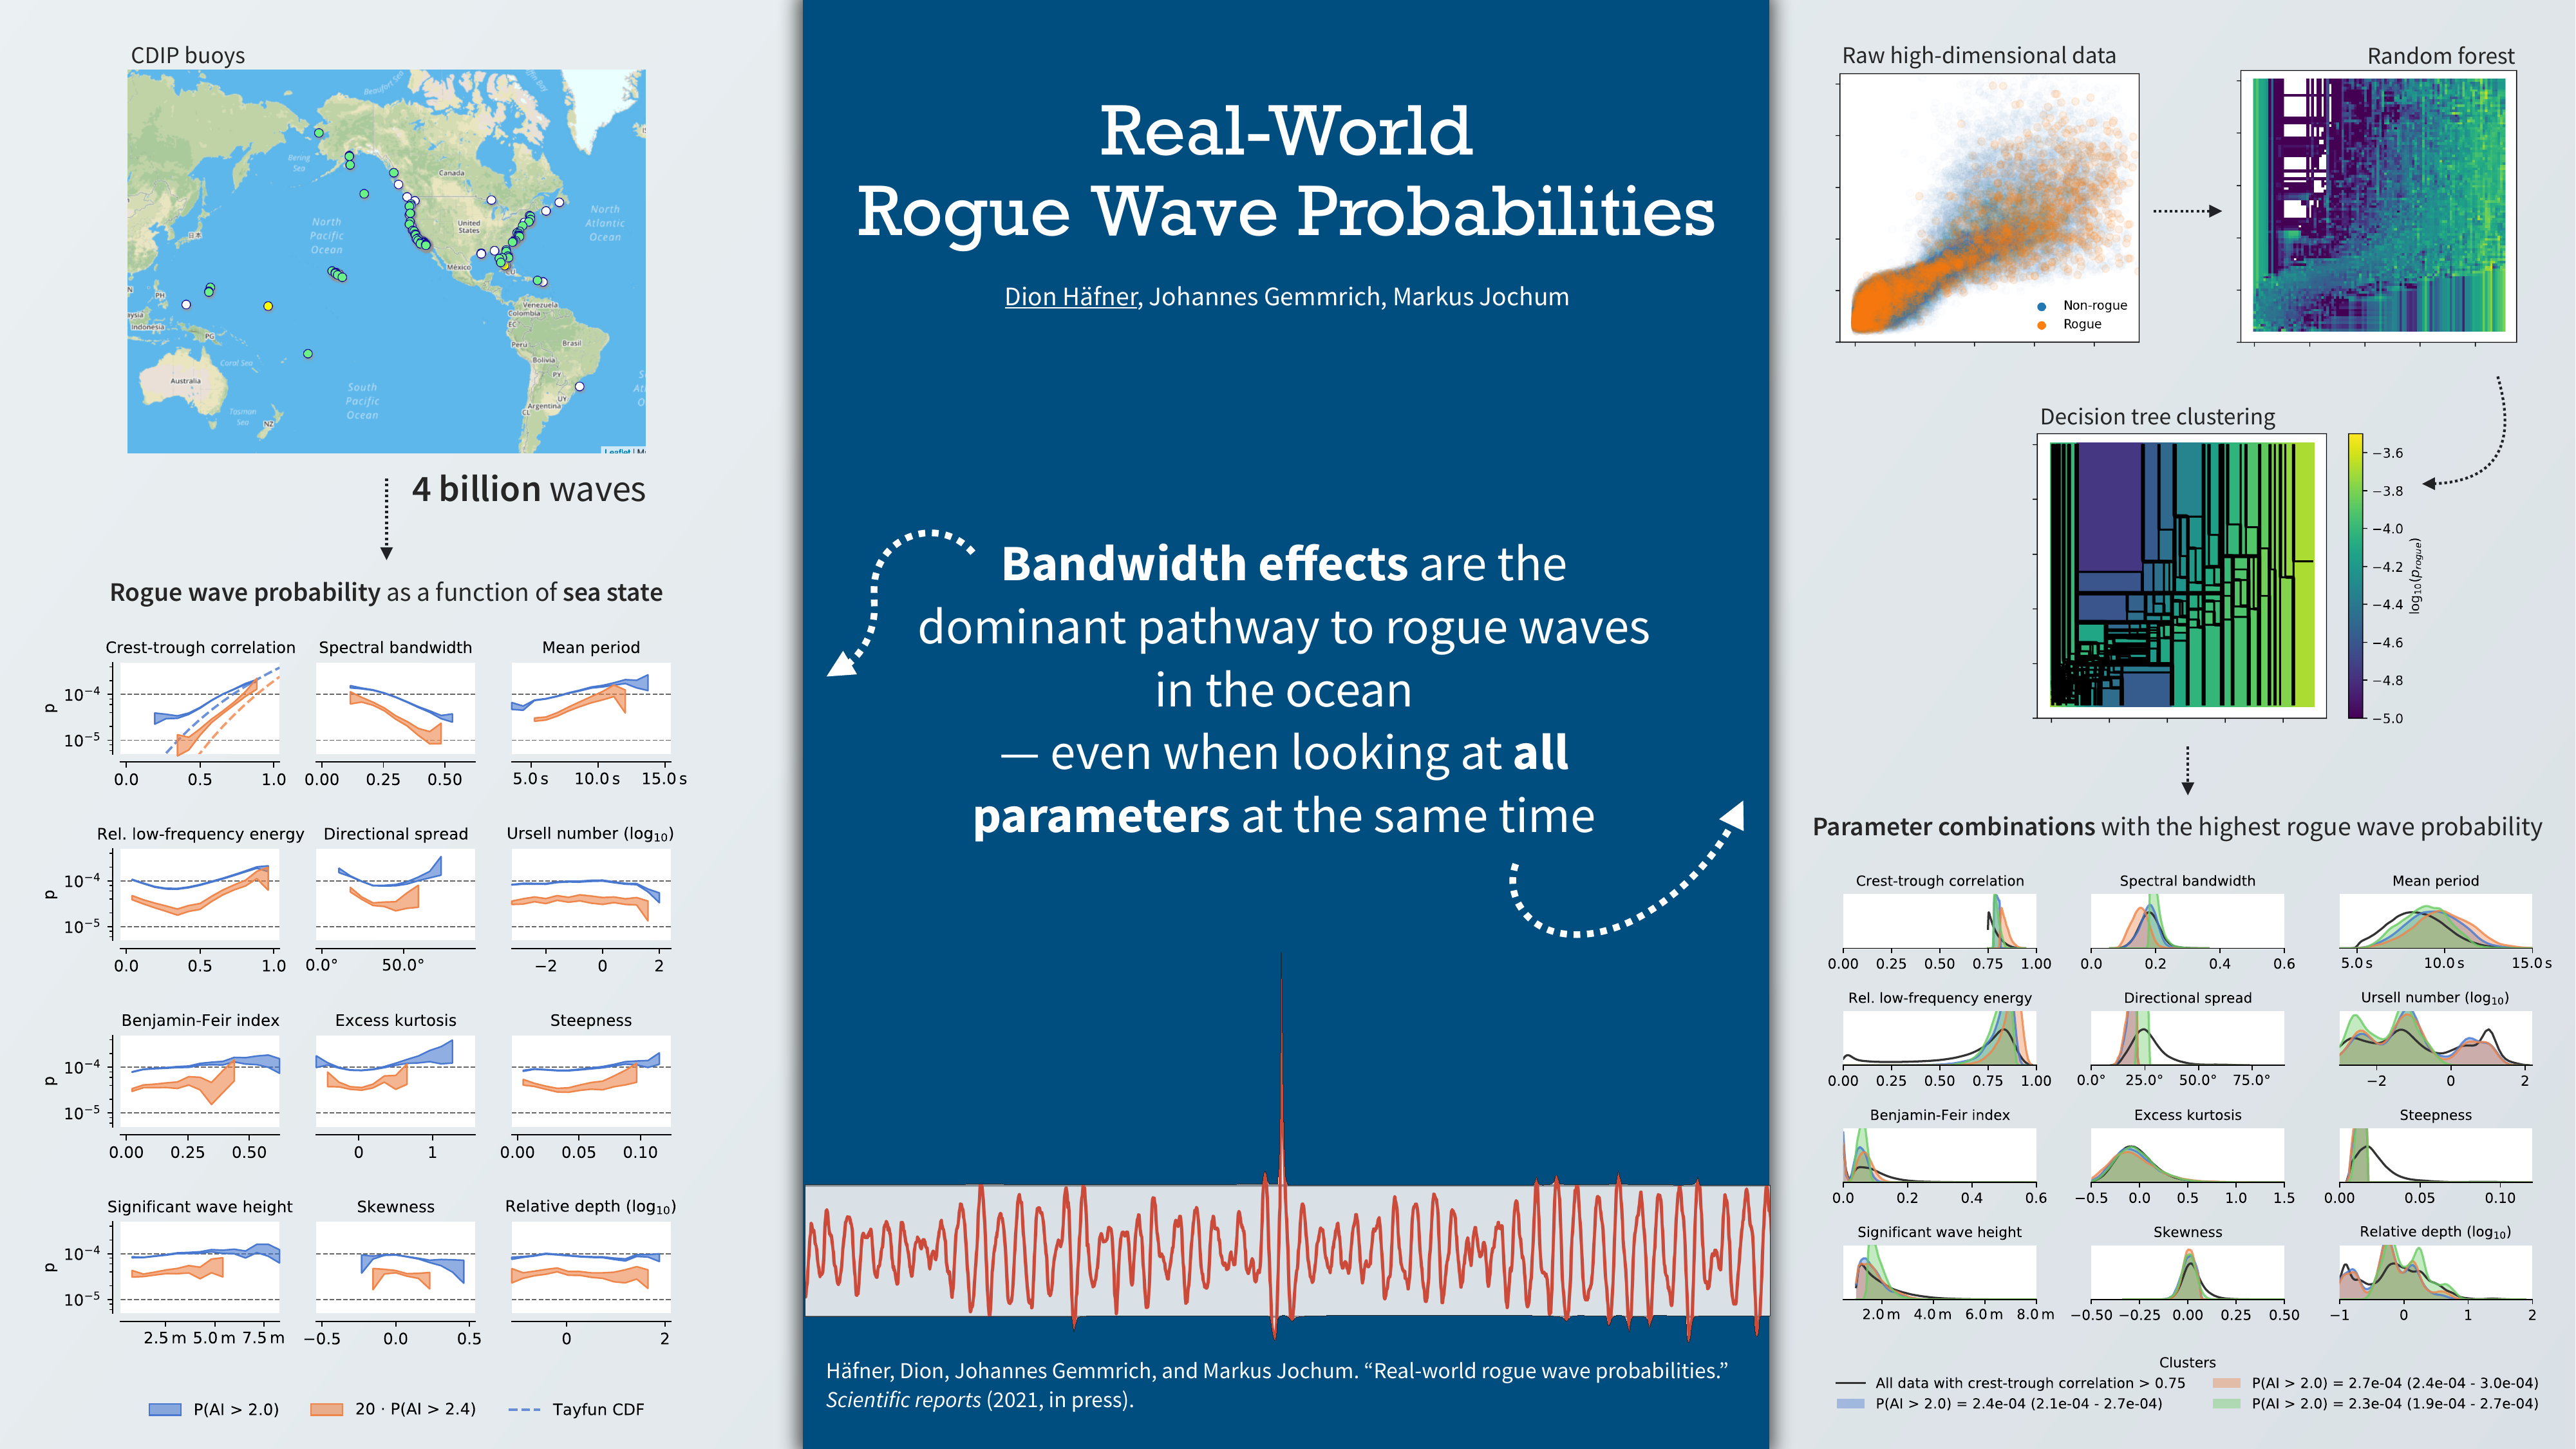 CDIP buoys
Beaufort Sea
Bering
Sea
Canada
North
Pacific
Ocean
United
States
North
Atlantic
Ocean
日本
México
CU
PH
Venezuela
Colombia
EC
Indonesia
PG
Perú
Brasil
Bolivia
Coral Sea
Australia
South
Pacific
Ocean
PY
UY
Argentina
CL
Tasman
Sea
NZ
Leaflet
4 billion waves
Rogue wave probability as a function of sea state
Crest-trough correlation Spectral bandwidth Mean period
p 10⁻⁴ 10⁻⁵
0.0 0.5 1.0 0.00 0.25 0.50 5.0 s 10.0 s 15.0 s
Rel. low-frequency energy Directional spread Ursell number (log₁₀)
p 10⁻⁴ 10⁻⁵
0.0 0.5 1.0 0.0° 50.0° −2 0 2
Benjamin-Feir index Excess kurtosis Steepness
p 10⁻⁴ 10⁻⁵
0.00 0.25 0.50 0 1 0.00 0.05 0.10
Significant wave height Skewness Relative depth (log₁₀)
p 10⁻⁴ 10⁻⁵
2.5 m 5.0 m 7.5 m −0.5 0.0 0.5 0 2
P(AI > 2.0) 20 · P(AI > 2.4) Tayfun CDF
Real-World
Rogue Wave Probabilities
Dion Häfner, Johannes Gemmrich, Markus Jochum
Bandwidth effects are the
dominant pathway to rogue waves
in the ocean
— even when looking at all
parameters at the same time
Häfner, Dion, Johannes Gemmrich, and Markus Jochum. “Real-world rogue wave probabilities.”
Scientific reports (2021, in press).
Raw high-dimensional data
Non-rogue
Rogue
Random forest
Decision tree clustering
−3.6
−3.8
−4.0
−4.2
−4.4
−4.6
−4.8
−5.0
log₁₀(p_rogue)
Parameter combinations with the highest rogue wave probability
Crest-trough correlation Spectral bandwidth Mean period
0.00 0.25 0.50 0.75 1.00 0.0 0.2 0.4 0.6 5.0 s 10.0 s 15.0 s
Rel. low-frequency energy Directional spread Ursell number (log₁₀)
0.00 0.25 0.50 0.75 1.00 0.0° 25.0° 50.0° 75.0° −2 0 2
Benjamin-Feir index Excess kurtosis Steepness
0.0 0.2 0.4 0.6 −0.5 0.0 0.5 1.0 1.5 0.00 0.05 0.10
Significant wave height Skewness Relative depth (log₁₀)
2.0 m 4.0 m 6.0 m 8.0 m −0.50 −0.25 0.00 0.25 0.50 −1 0 1 2
Clusters
All data with crest-trough correlation > 0.75 P(AI > 2.0) = 2.7e-04 (2.4e-04 - 3.0e-04)
P(AI > 2.0) = 2.4e-04 (2.1e-04 - 2.7e-04) P(AI > 2.0) = 2.3e-04 (1.9e-04 - 2.7e-04)